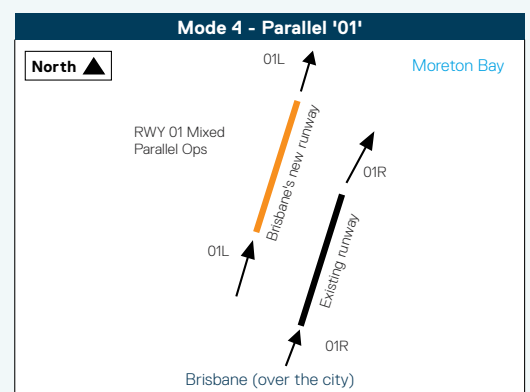 Mode 4 - Parallel '01'
North
01L
Moreton Bay
RWY 01 Mixed
Parallel Ops
Brisbane's new runway
01R
01L
Existing runway
01R
Brisbane (over the city)